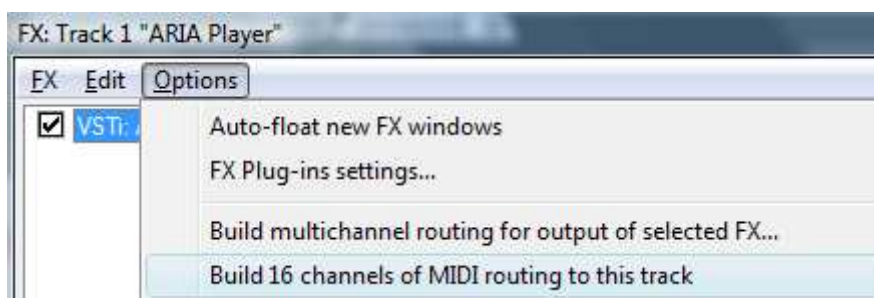 FX: Track 1 "ARIA Player"
FX Edit Options
VSTi:
Auto-float new FX windows
FX Plug-ins settings...
Build multichannel routing for output of selected FX...
Build 16 channels of MIDI routing to this track